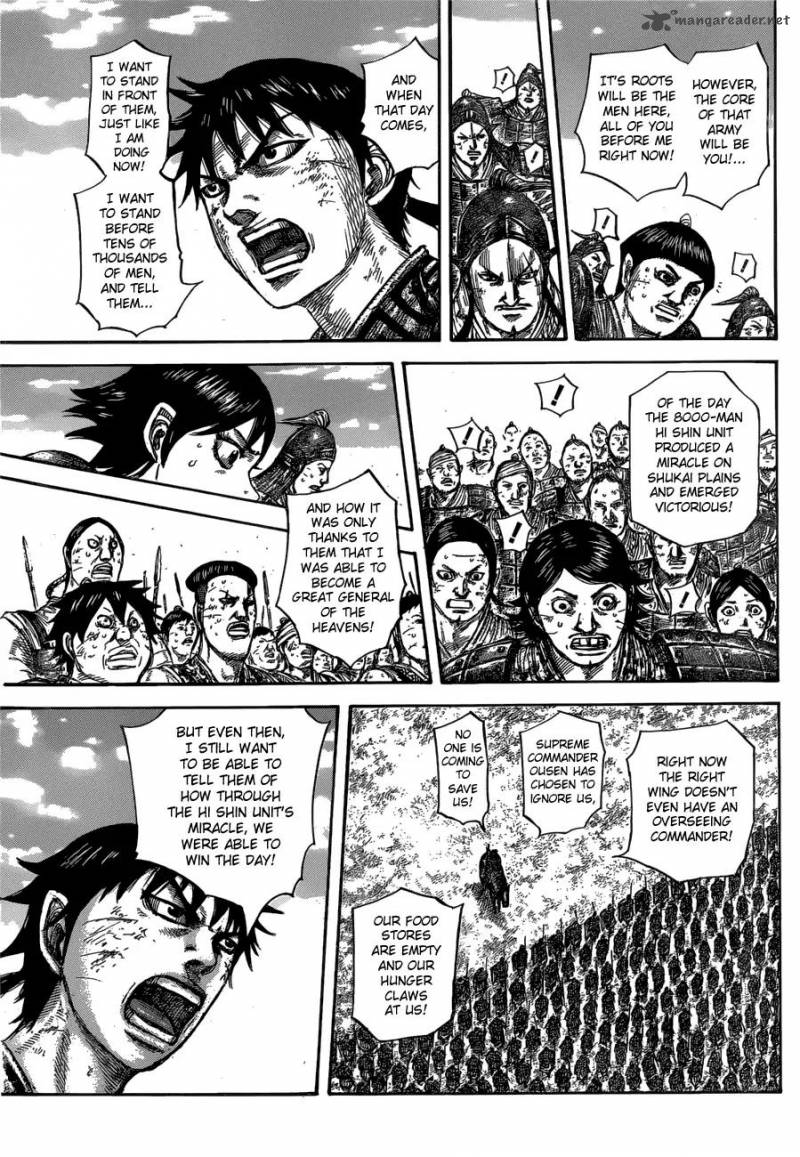 mangareader.net
HOWEVER,
THE CORE
OF THAT
ARMY
WILL BE
YOU!...
IT'S ROOTS
WILL BE THE
MEN HERE,
ALL OF YOU
BEFORE ME
RIGHT NOW!
!
!
!
!
AND
WHEN
THAT DAY
COMES,
I WANT
TO STAND
IN FRONT
OF THEM,
JUST LIKE
I AM
DOING
NOW!
I WANT
TO STAND
BEFORE
TENS OF
THOUSANDS
OF MEN,
AND TELL
THEM...
OF THE DAY
THE 8000-MAN
HI SHIN UNIT
PRODUCED A
MIRACLE ON
SHUKAI PLAINS
AND EMERGED
VICTORIOUS!
!
!
!
!
AND HOW IT
WAS ONLY
THANKS TO
THEM THAT I
WAS ABLE TO
BECOME A
GREAT GENERAL
OF THE
HEAVENS!
RIGHT NOW
THE RIGHT
WING DOESN'T
EVEN HAVE AN
OVERSEEING
COMMANDER!
SUPREME
COMMANDER
OUSEN HAS
CHOSEN TO
IGNORE US,
NO
ONE IS
COMING
TO
SAVE
US!
OUR FOOD
STORES
ARE EMPTY
AND OUR
HUNGER
CLAWS
AT US!
BUT EVEN THEN,
I STILL WANT
TO BE ABLE TO
TELL THEM OF
HOW THROUGH
THE HI SHIN UNIT'S
MIRACLE, WE
WERE ABLE TO
WIN THE DAY!